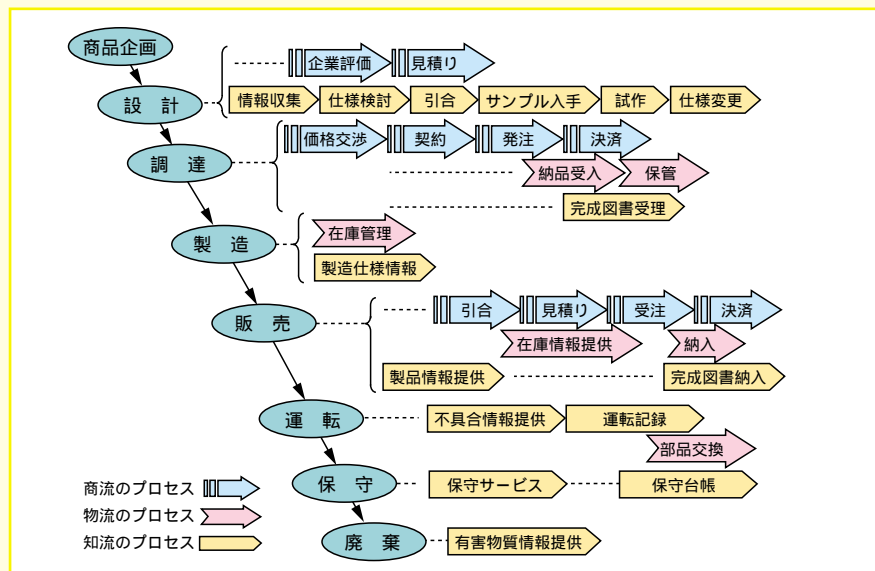 商品企画
企業評価 見積り
設 計
情報収集 仕様検討 引合 サンプル入手 試作 仕様変更
価格交渉 契約 発注 決済
調 達
納品受入 保管
完成図書受理
製 造
在庫管理
製造仕様情報
引合 見積り 受注 決済
販 売
在庫情報提供 納入
製品情報提供 完成図書納入
運 転
不具合情報提供 運転記録
部品交換
保 守
保守サービス 保守台帳
廃 棄
有害物質情報提供
商流のプロセス
物流のプロセス
知流のプロセス